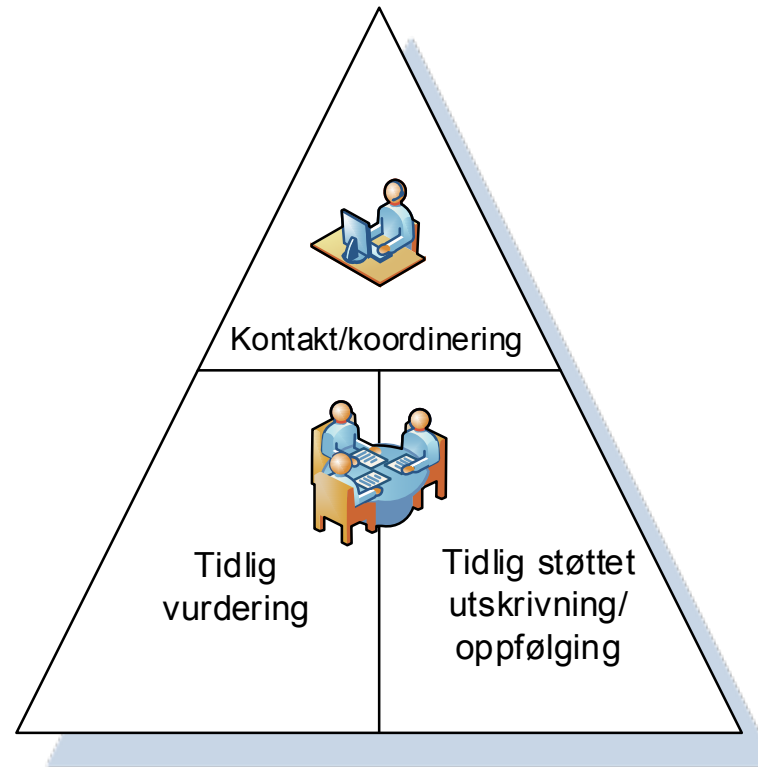 Kontakt/koordinering
Tidlig
vurdering
Tidlig støttet
utskrivning/
oppfølging